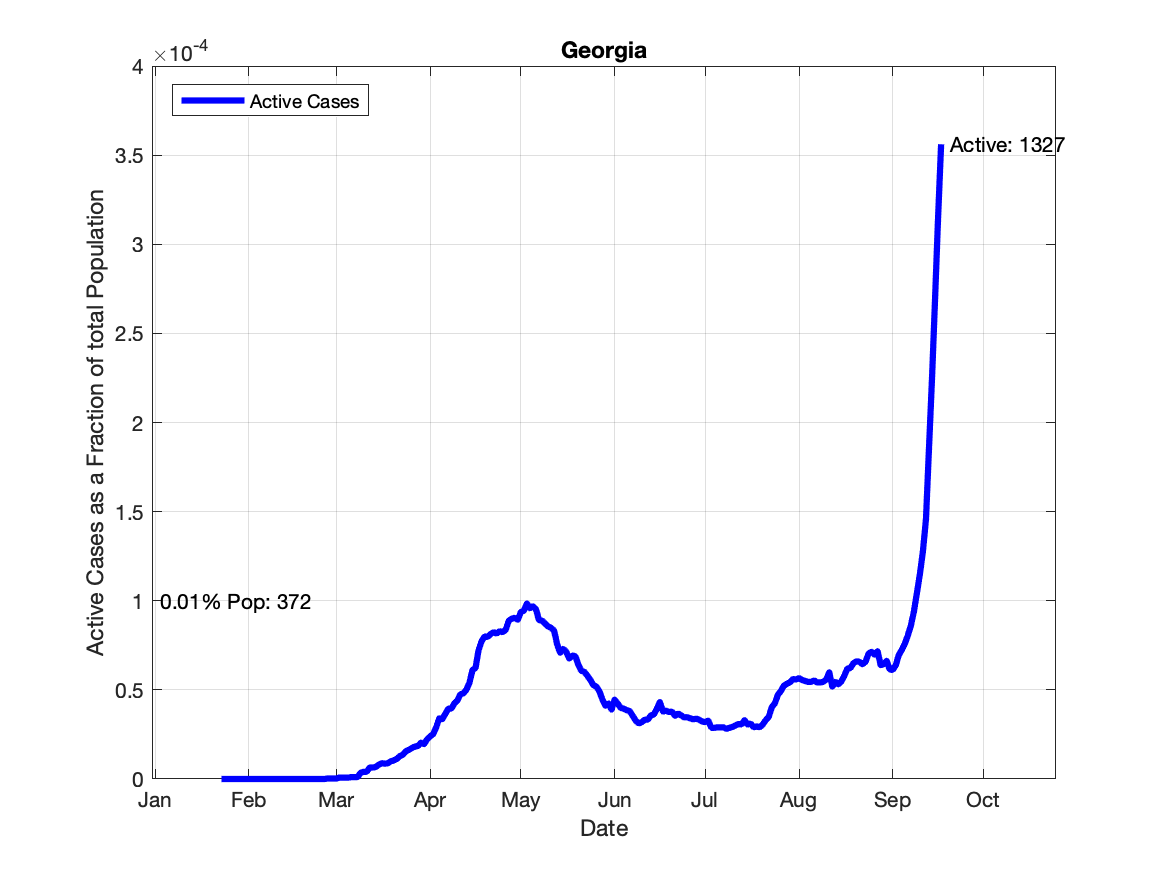 Georgia
×10-4
Active Cases
4
3.5
3
2.5
2
1.5
1
0.5
0
Active: 1327
0.01% Pop: 372
Active Cases as a Fraction of total Population
Jan Feb Mar Apr May Jun Jul Aug Sep Oct
Date